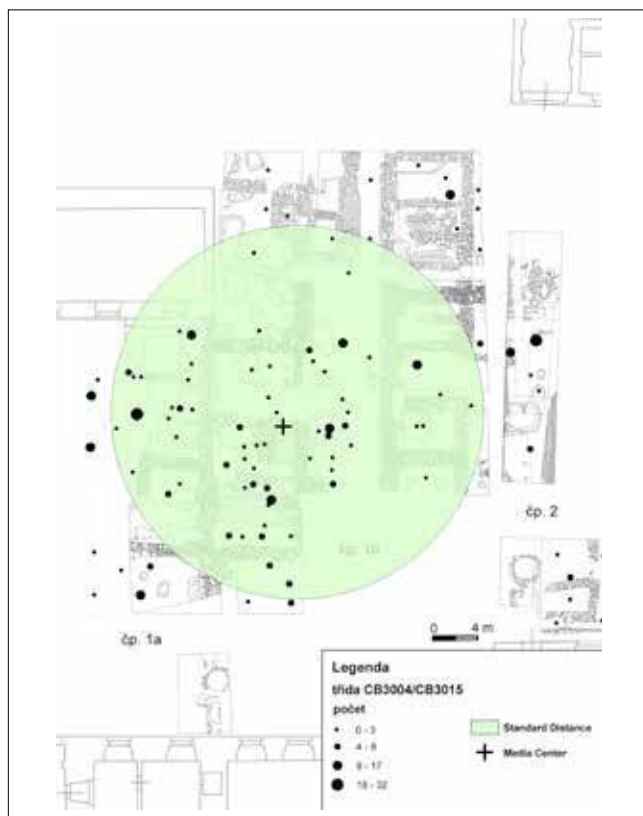 čp. 2
čp. 1b
čp. 1a
0 4 m
Legenda
třída CB3004/CB3015
počet
0 - 3
4 - 8
9 - 17
18 - 32
Standard Distance
Media Center